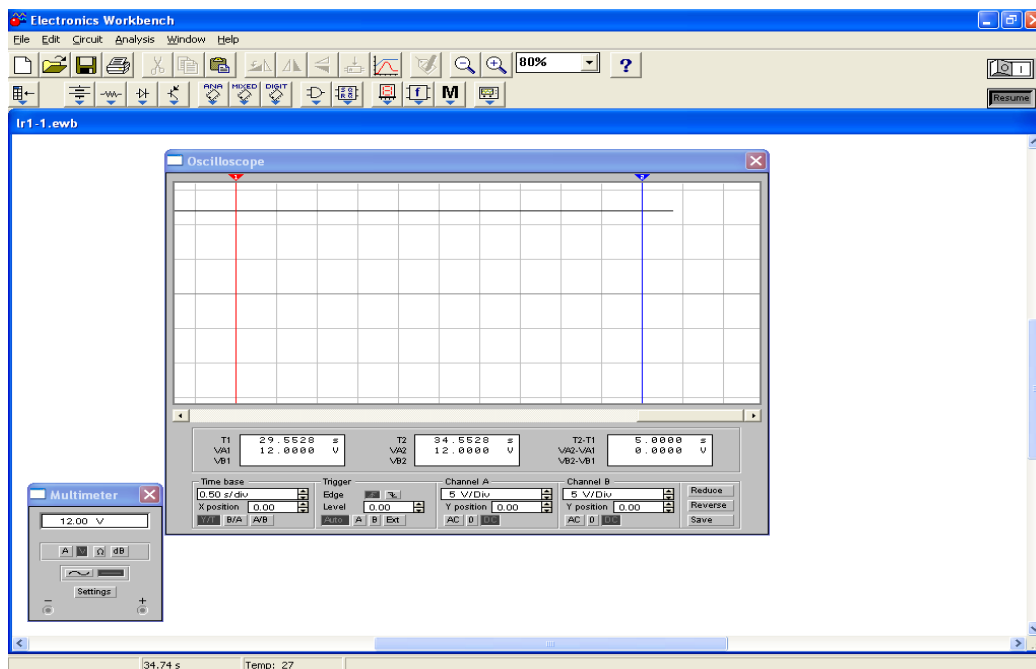 Electronics Workbench
File Edit Circuit Analysis Window Help
80% ?
ANA MIXED DIGIT M
Resume
lr1-1.ewb
Oscilloscope
1 2
T1 29.5528 s T2 34.5528 s T2-T1 5.0000 s
VA1 12.0000 V VA2 12.0000 V VA2-VA1 0.0000 V
VB1 VB2 VB2-VB1
Time base Trigger Channel A Channel B
0.50 s/div Edge 5 V/Div 5 V/Div Reduce
X position 0.00 Level 0.00 Y position 0.00 Y position 0.00 Reverse
Y/T B/A A/B Auto A B Ext AC 0 DC AC 0 DC Save
Multimeter
12.00 V
A V Ω dB
Settings
− +
34.74 s Temp: 27